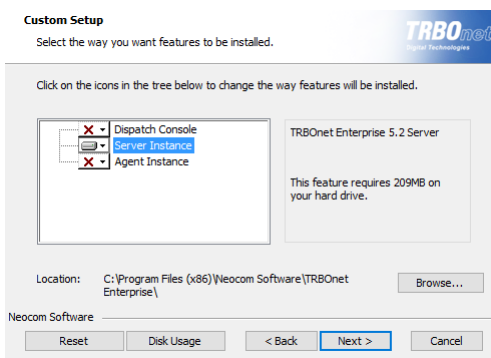 Custom Setup
Select the way you want features to be installed.
TRBOnet
Digital Technologies
Click on the icons in the tree below to change the way features will be installed.
Dispatch Console
Server Instance
Agent Instance
TRBOnet Enterprise 5.2 Server
This feature requires 209MB on
your hard drive.
Location:
C:\Program Files (x86)\Neocom Software\TRBOnet
Enterprise\
Browse...
Neocom Software
Reset
Disk Usage
< Back
Next >
Cancel